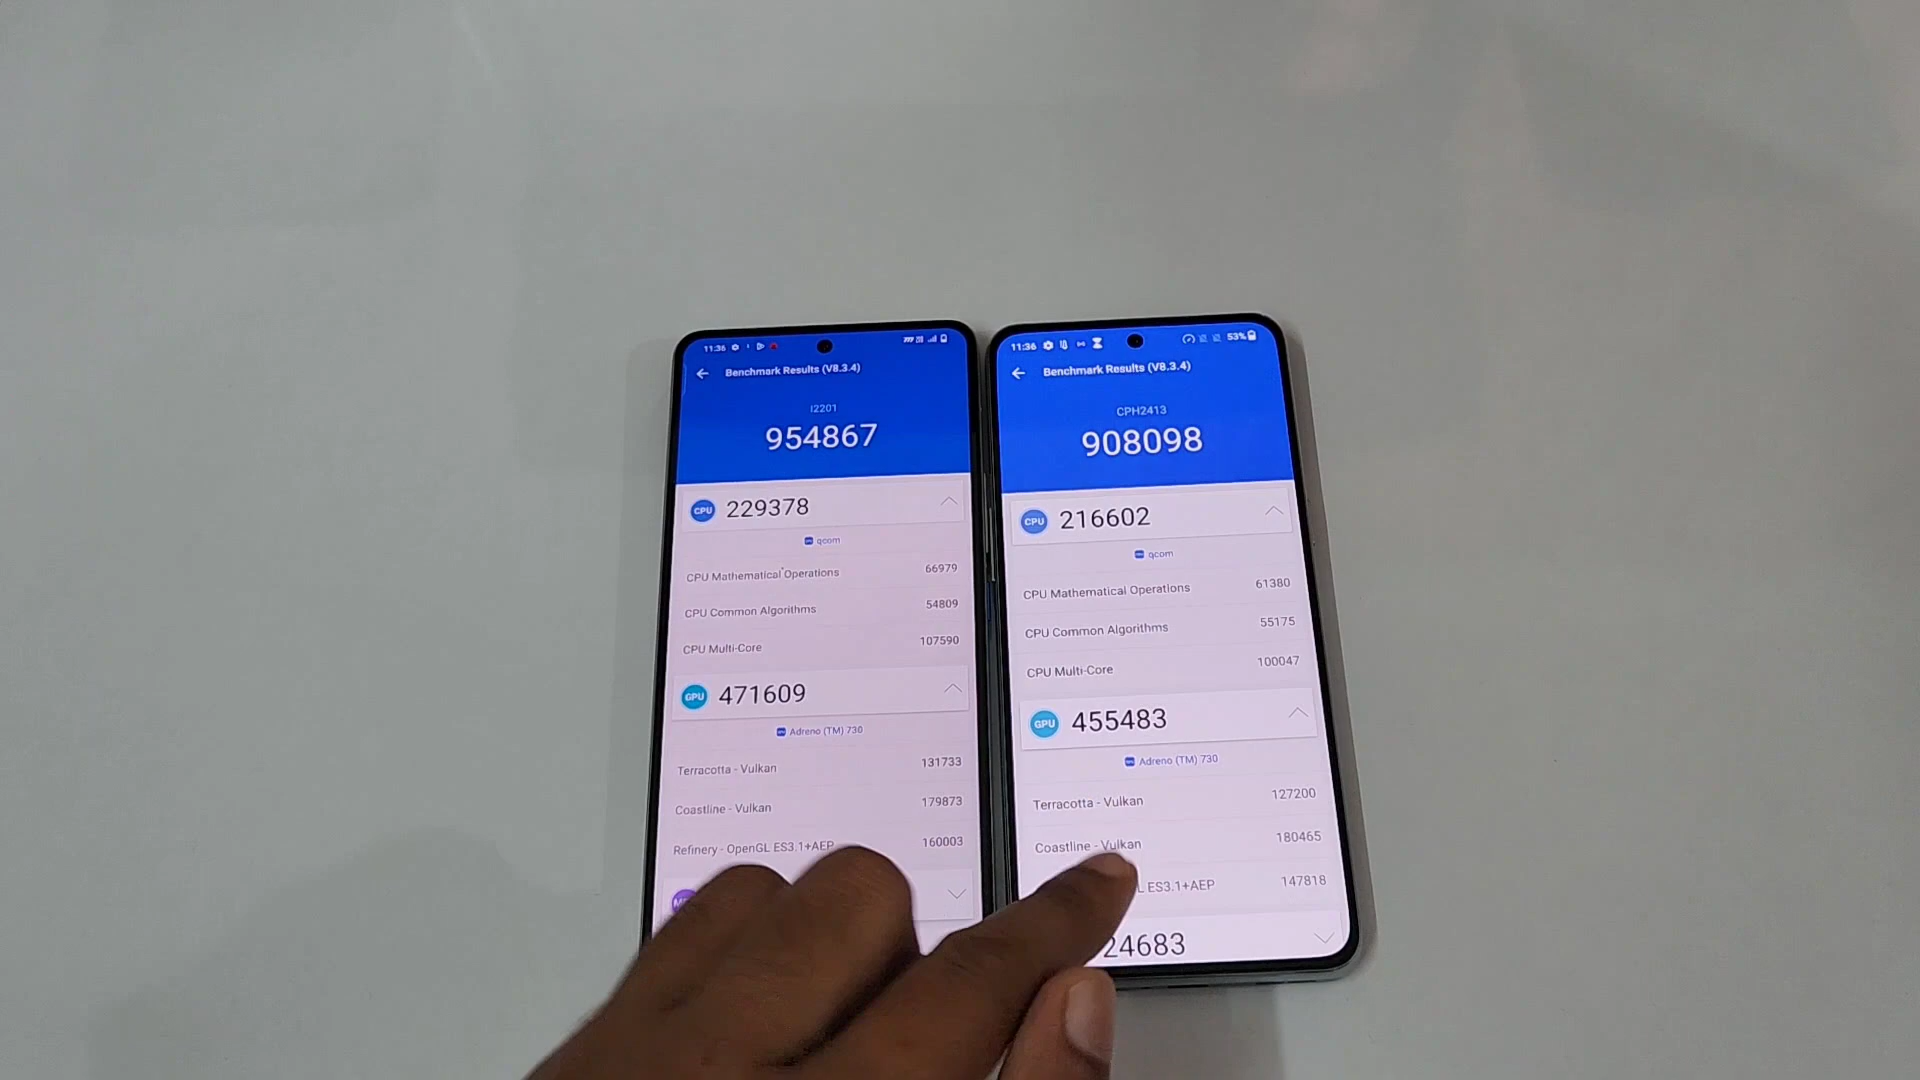 11:36
Benchmark Results (V8.3.4)
I2201
954867
CPU 229378
qcom
CPU Mathematical Operations 66979
CPU Common Algorithms 54809
CPU Multi-Core 107590
GPU 471609
Adreno (TM) 730
Terracotta - Vulkan 131733
Coastline - Vulkan 179873
Refinery - OpenGL ES3.1+AEP 160003
11:36 53%
Benchmark Results (V8.3.4)
CPH2413
908098
CPU 216602
qcom
CPU Mathematical Operations 61380
CPU Common Algorithms 55175
CPU Multi-Core 100047
GPU 455483
Adreno (TM) 730
Terracotta - Vulkan 127200
Coastline - Vulkan 180465
L ES3.1+AEP 147818
24683